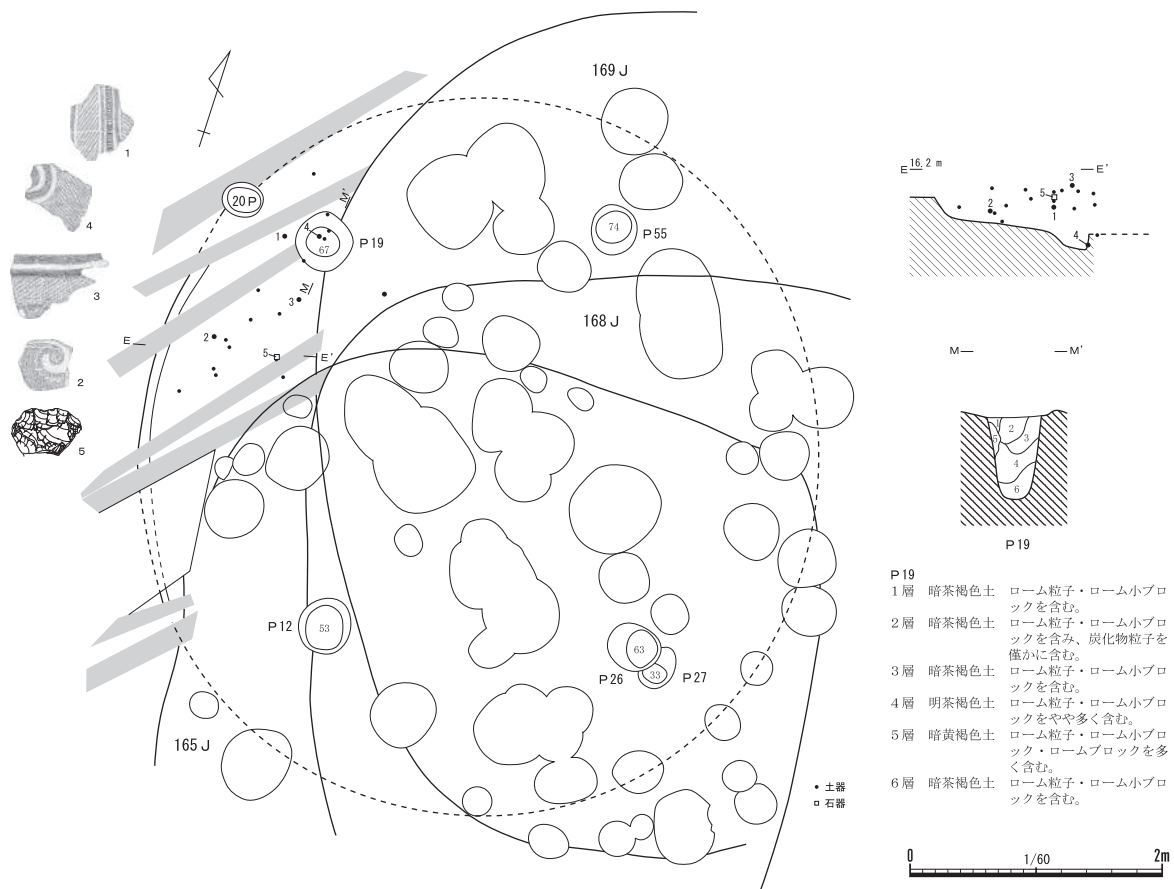 169 J
1
4
3
2
5
20 P
M'
1
4
67
P 19
M
3
2
E
5
E'
74
P 55
168 J
P 12
53
63
33
P 26
P 27
165 J
● 土器
□ 石器
E 16.2 m
E'
3
5
2
1
4
M
M'
1
2
5
3
4
6
P 19
P 19
1層 暗茶褐色土 ローム粒子・ローム小ブロ
ックを含む。
2層 暗茶褐色土 ローム粒子・ローム小ブロ
ックを含み、炭化物粒子を
僅かに含む。
3層 暗茶褐色土 ローム粒子・ローム小ブロ
ックを含む。
4層 明茶褐色土 ローム粒子・ローム小ブロ
ックをやや多く含む。
5層 暗黄褐色土 ローム粒子・ローム小ブロ
ック・ロームブロックを多
く含む。
6層 暗茶褐色土 ローム粒子・ローム小ブロ
ックを含む。
0 1/60 2m